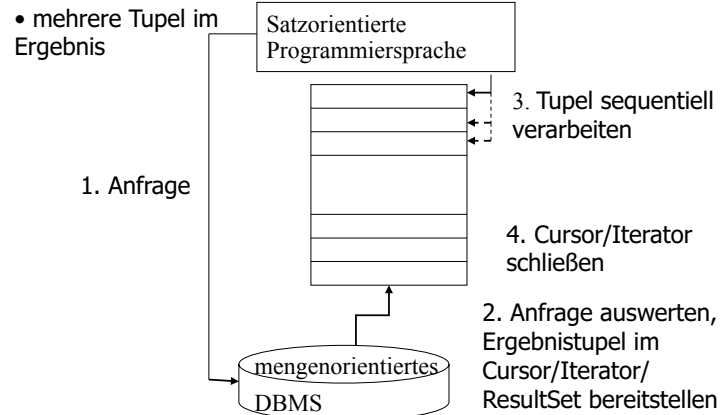 • mehrere Tupel im
Ergebnis
Satzorientierte
Programmiersprache
3. Tupel sequentiell
verarbeiten
1. Anfrage
4. Cursor/Iterator
schließen
2. Anfrage auswerten,
Ergebnistupel im
Cursor/Iterator/
ResultSet bereitstellen
mengenorientiertes
DBMS